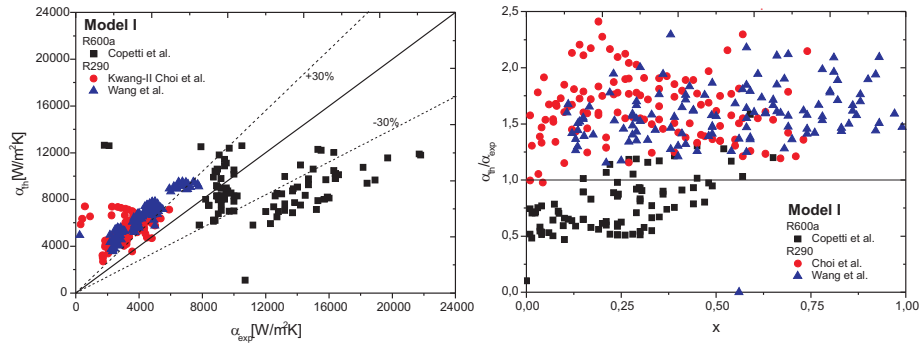 Model I
R600a
Copetti et al.
R290
Kwang-Il Choi et al.
Wang et al.
+30%
-30%
24000
20000
16000
12000
8000
4000
0
α_th[W/m²K]
0 4000 8000 12000 16000 20000 24000
α_exp[W/m²K]
2,5
2,0
1,5
1,0
0,5
0,0
α_th/α_exp
Model I
R600a
Copetti et al.
R290
Choi et al.
Wang et al.
0,00 0,25 0,50 0,75 1,00
x